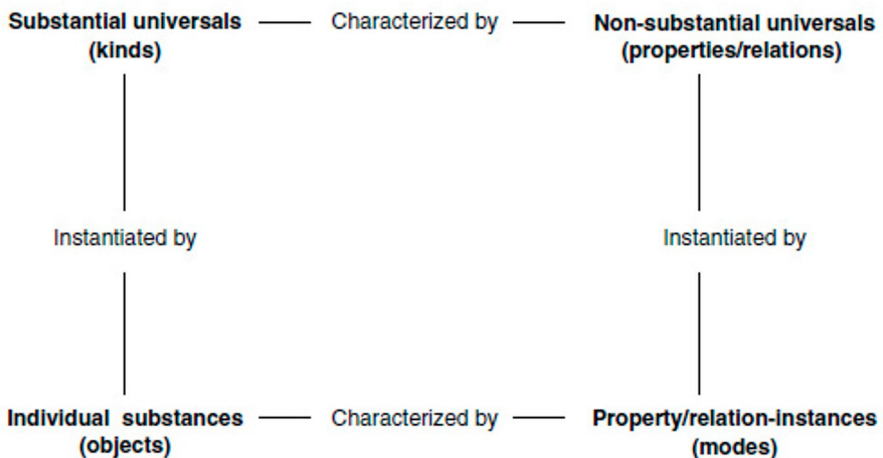 Substantial universals Characterized by Non-substantial universals
(kinds) (properties/relations)
Instantiated by Instantiated by
Individual substances Characterized by Property/relation-instances
(objects) (modes)